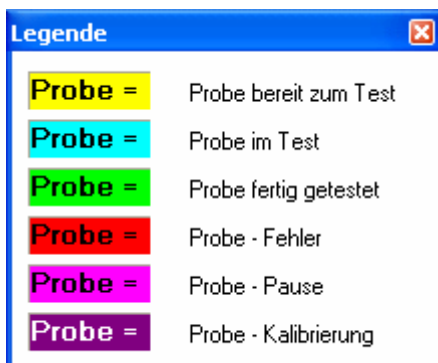 Legende
Probe = Probe bereit zum Test
Probe = Probe im Test
Probe = Probe fertig getestet
Probe = Probe - Fehler
Probe = Probe - Pause
Probe = Probe - Kalibrierung